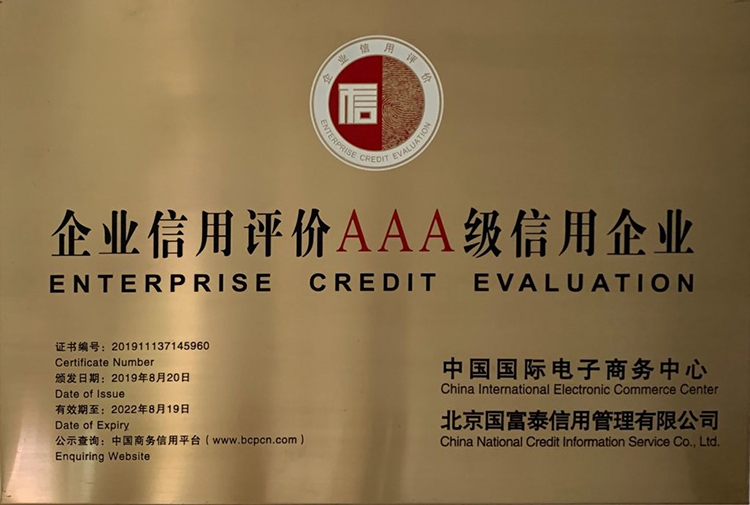 企业信用评价
信
ENTERPRISE CREDIT EVALUATION
企业信用评价AAA级信用企业
ENTERPRISE CREDIT EVALUATION
证书编号：201911137145960
Certificate Number
颁发日期：2019年8月20日
Date of Issue
有效期至：2022年8月19日
Date of Expiry
公示查询：中国商务信用平台（www.bcpcn.com）
Enquiring Website
中国国际电子商务中心
China International Electronic Commerce Center
北京国富泰信用管理有限公司
China National Credit Information Service Co., Ltd.